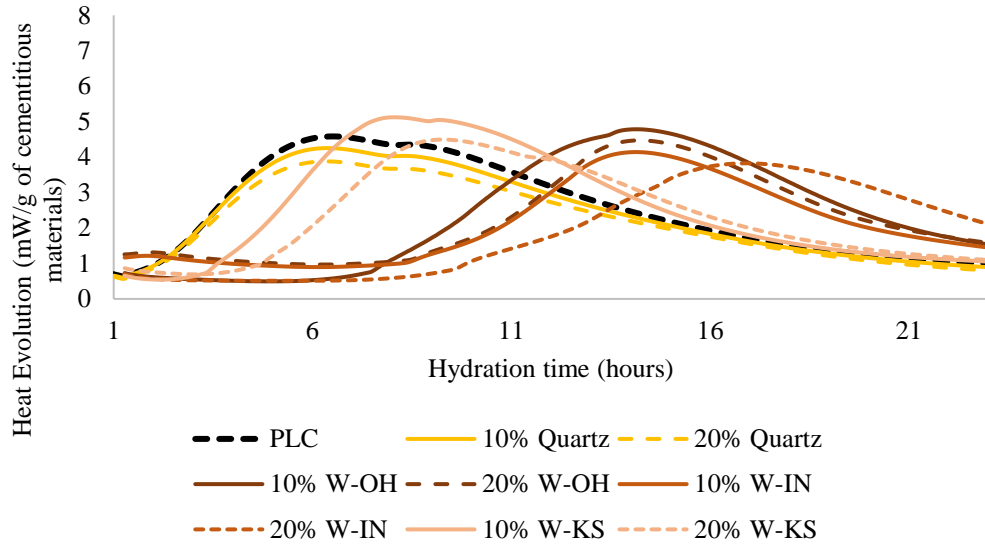 Heat Evolution (mW/g of cementitious
materials)
8
7
6
5
4
3
2
1
0
1 6 11 16 21
Hydration time (hours)
PLC 10% Quartz 20% Quartz
10% W-OH 20% W-OH 10% W-IN
20% W-IN 10% W-KS 20% W-KS